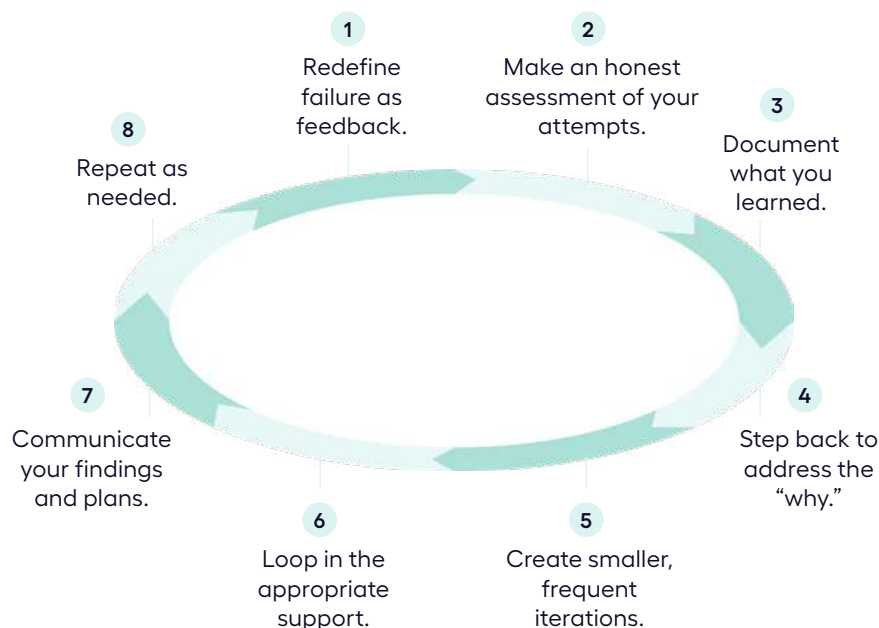 1
Redefine
failure as
feedback.
2
Make an honest
assessment of your
attempts.
3
Document
what you
learned.
4
Step back to
address the
“why.”
5
Create smaller,
frequent
iterations.
6
Loop in the
appropriate
support.
7
Communicate
your findings
and plans.
8
Repeat as
needed.